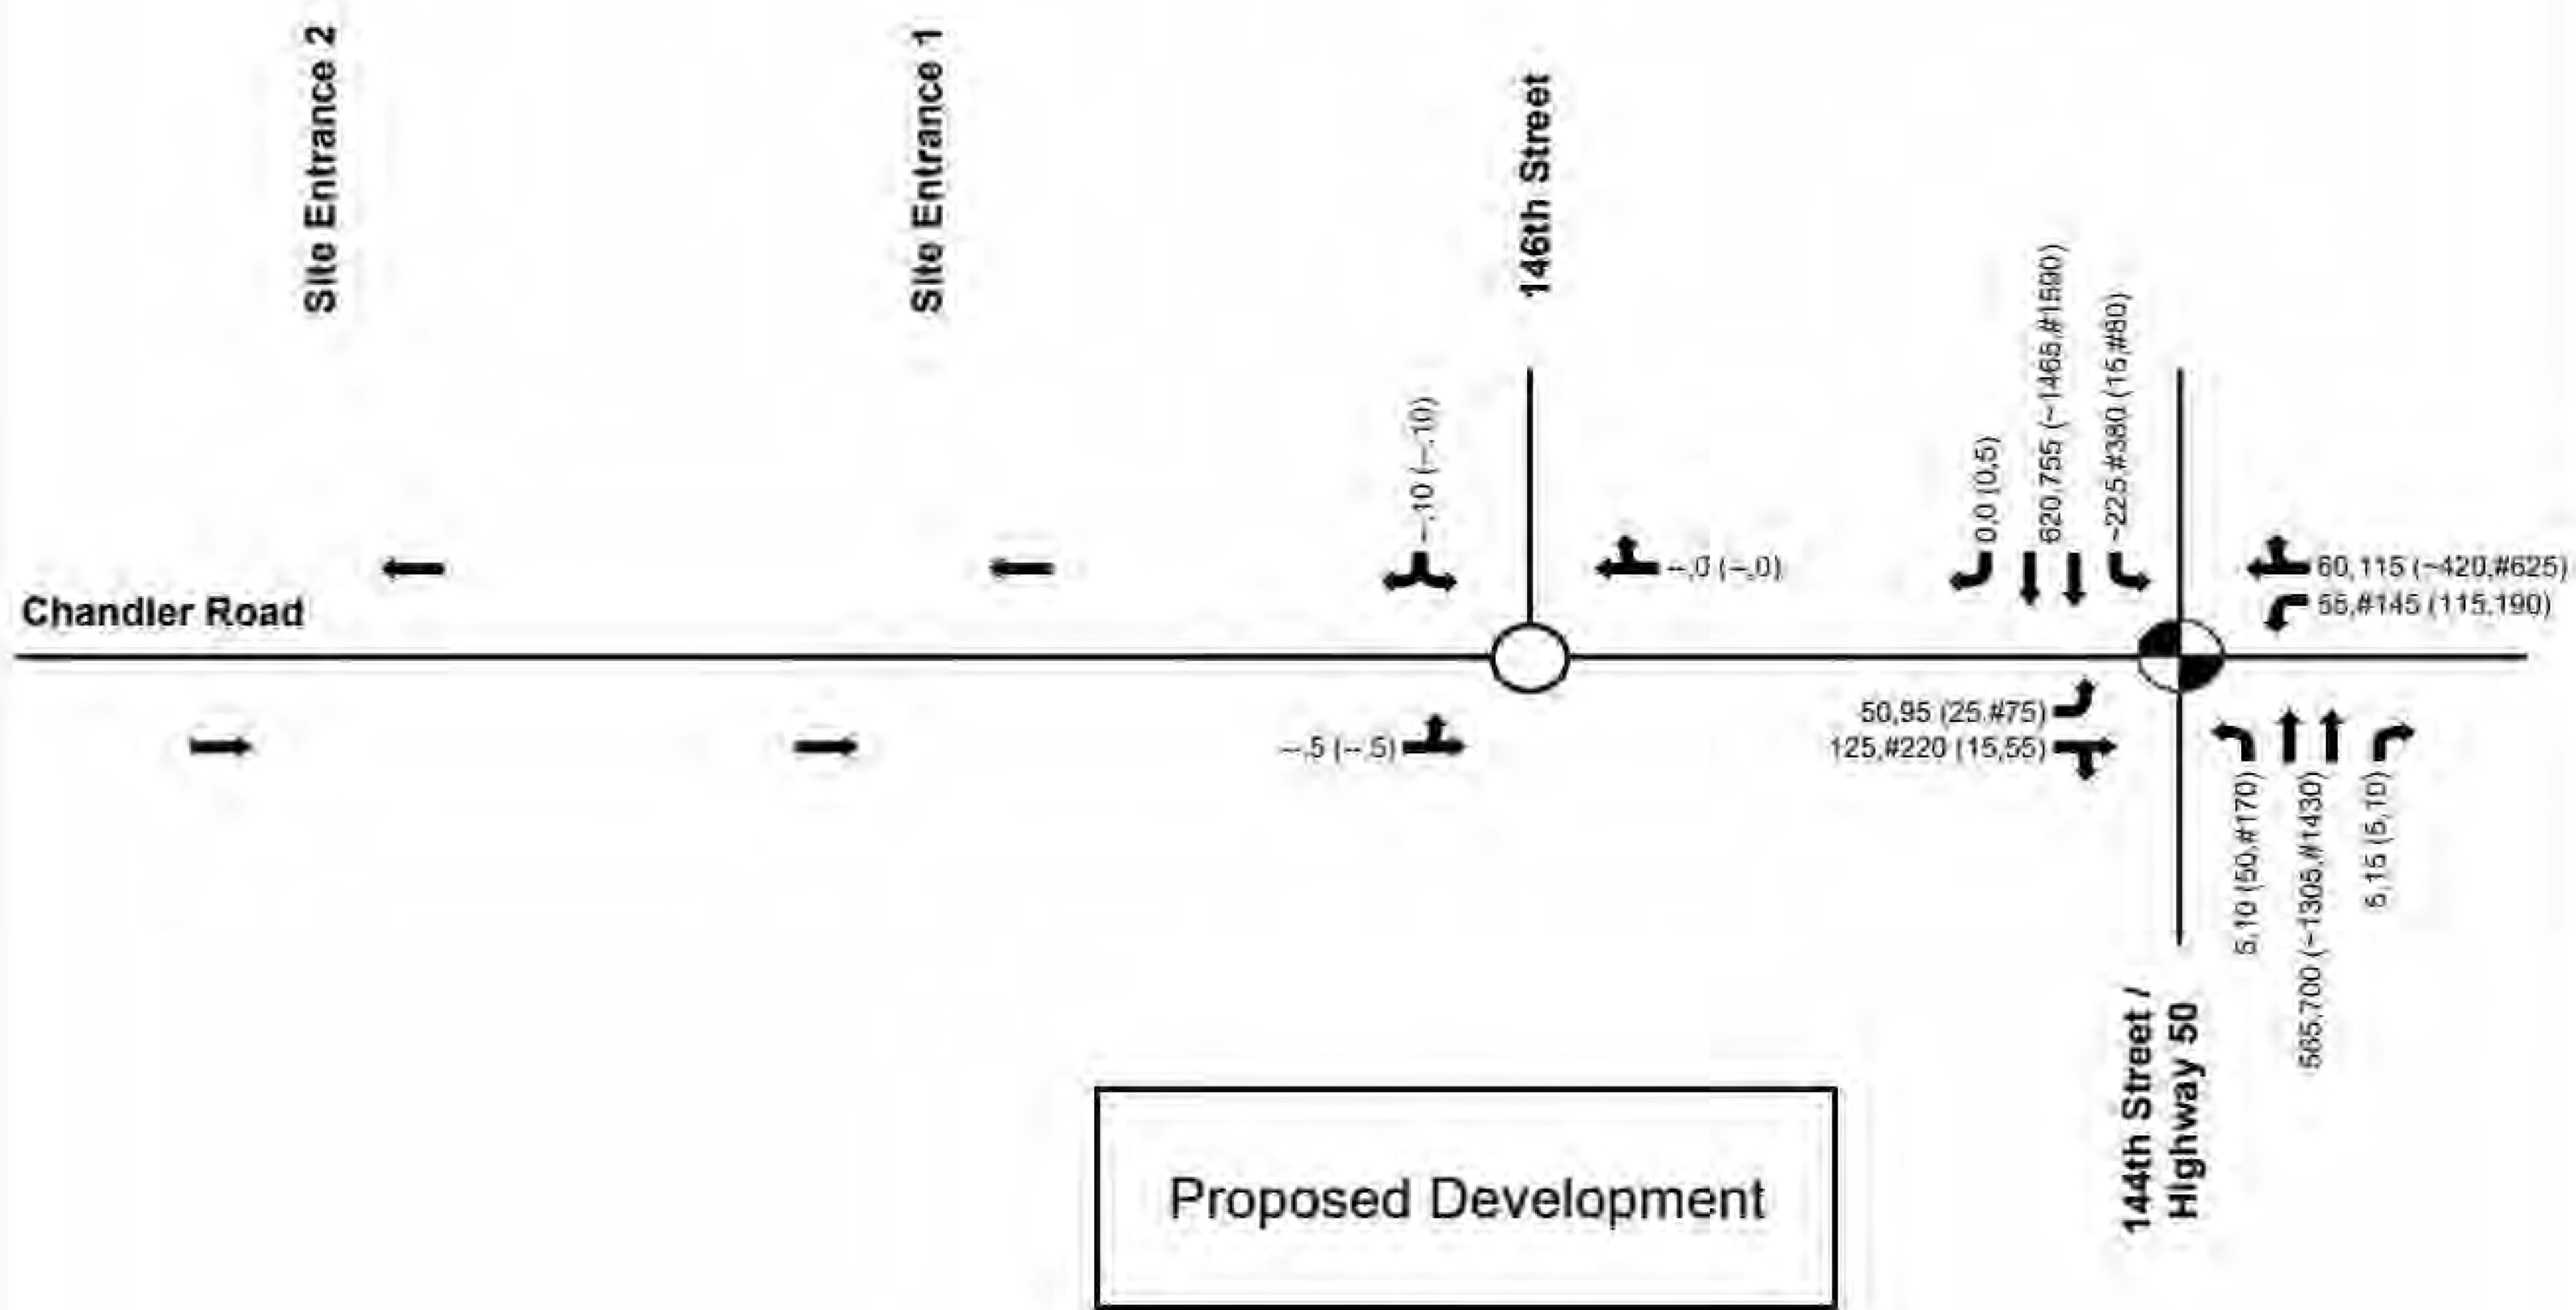 Site Entrance 2
Site Entrance 1
146th Street
--,10 (--,10)
--,0 (--,0)
0,0 (0,5)
620,755 (~1465,#1590)
~225,#380 (15,#80)
60,115 (~420,#625)
55,#145 (115,190)
Chandler Road
--,5 (--,5)
50,95 (25,#75)
125,#220 (15,55)
5,10 (50,#170)
565,700 (~1305,#1430)
5,15 (5,10)
144th Street /
Highway 50
Proposed Development